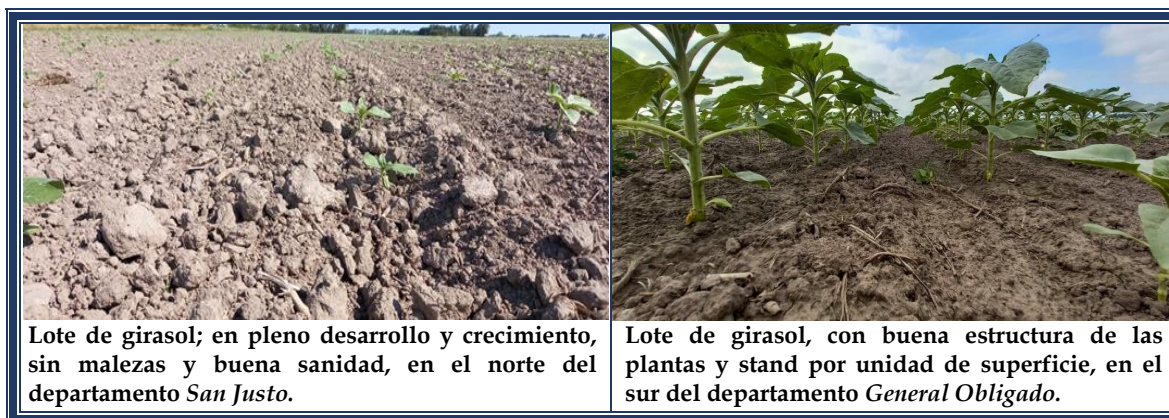 Lote de girasol; en pleno desarrollo y crecimiento,
sin malezas y buena sanidad, en el norte del
departamento San Justo.
Lote de girasol, con buena estructura de las
plantas y stand por unidad de superficie, en el
sur del departamento General Obligado.